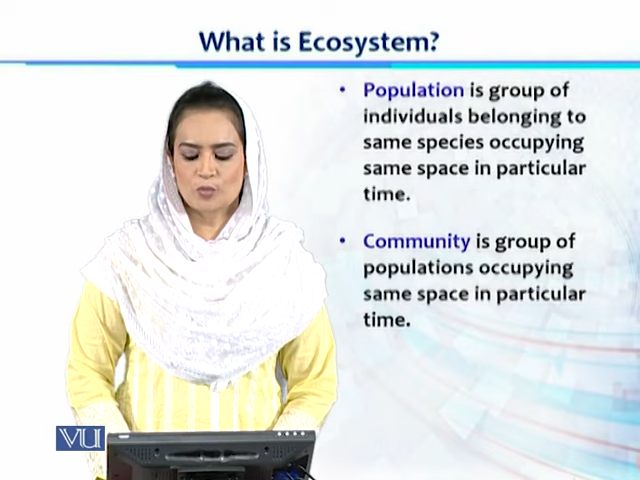 What is Ecosystem?
• Population is group of
individuals belonging to
same species occupying
same space in particular
time.
• Community is group of
populations occupying
same space in particular
time.
VU